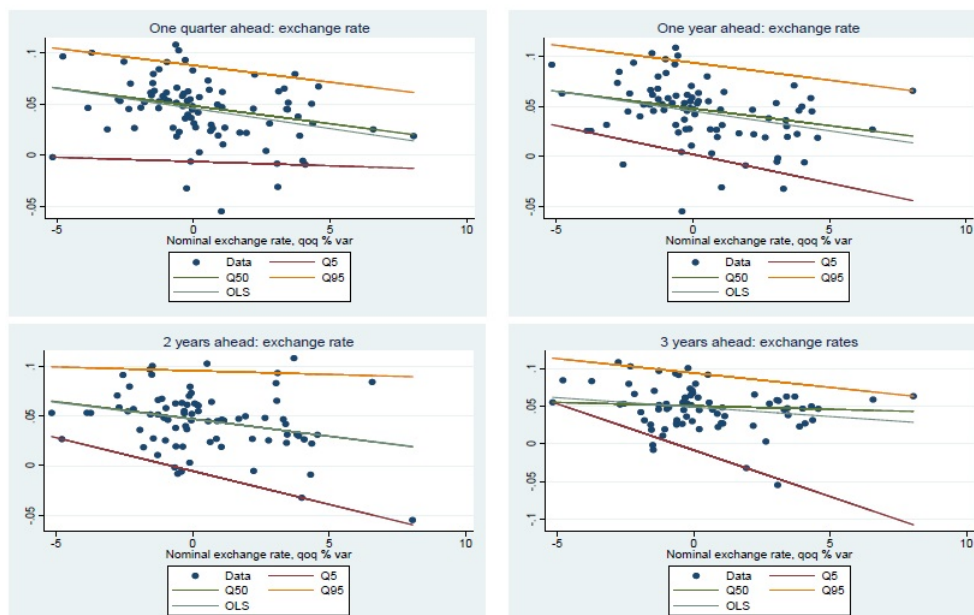 One quarter ahead: exchange rate
.1
.05
0
-.05
-5
0
5
10
Nominal exchange rate, qoq % var
Data
Q5
Q50
Q95
OLS
One year ahead: exchange rate
.1
.05
0
-.05
-5
0
5
10
Nominal exchange rate, qoq % var
Data
Q5
Q50
Q95
OLS
2 years ahead: exchange rate
.1
.05
0
-.05
-5
0
5
10
Nominal exchange rate, qoq % var
Data
Q5
Q50
Q95
OLS
3 years ahead: exchange rates
.1
.05
0
-.05
-.1
-5
0
5
10
Nominal exchange rate, qoq % var
Data
Q5
Q50
Q95
OLS